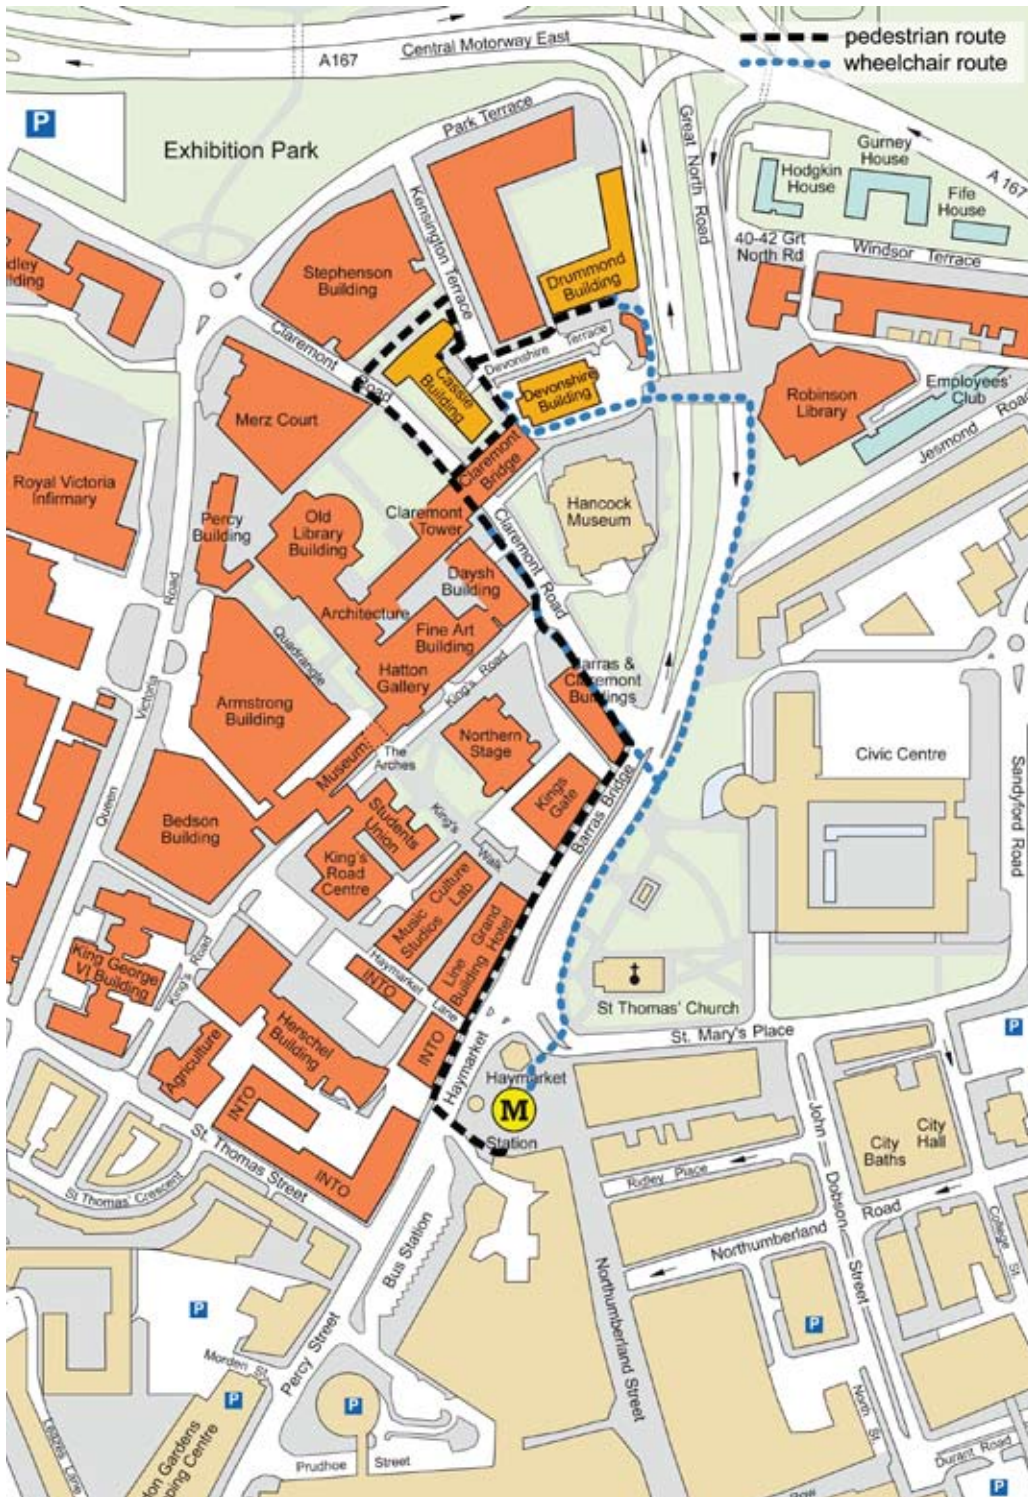 pedestrian route
wheelchair route
Central Motorway East
A167
P
Exhibition Park
Park Terrace
Great North Road
Kensington Terrace
Gurney
House
Hodgkin
House
Fife
House
A 167
40-42 Grt
North Rd
Windsor Terrace
Stephenson
Building
Drummond
Building
Claremont
Road
Devonshire Terrace
Cassie
Building
Devonshire
Building
Robinson
Library
Employees'
Club
Jesmond Road
Merz Court
Royal Victoria
Infirmary
Percy
Building
Old
Library
Building
Claremont
Tower
Claremont
Bridge
Hancock
Museum
Claremont Road
Daysh
Building
Architecture
Fine Art
Building
Hatton
Gallery
King's Road
Quadrangle
Queen Victoria Road
Armstrong
Building
Barras &
Claremont
Buildings
Northern
Stage
The
Arches
Museum
Civic Centre
Sandyford Road
Bedson
Building
Students
Union
King's
Walk
Kings
Gate
Barras Bridge
King's
Road
Centre
Music
Studios
Culture
Lab
Grand
Hotel
Line
Building
King George
VI Building
King's Road
INTO
Haymarket
Lane
St Thomas' Church
St. Mary's Place
P
Herschel
Building
Agriculture
INTO
Haymarket
Haymarket
M
Station
INTO
INTO
St. Thomas Street
St Thomas' Crescent
City
Baths
City
Hall
John Dobson Street
Ridley Place
Northumberland Road
College St.
Bus Station
Northumberland Street
P
P
Morden St.
Percy Street
P
P
Prudhoe Street
Leazes Lane
North St.
Durant Road
P